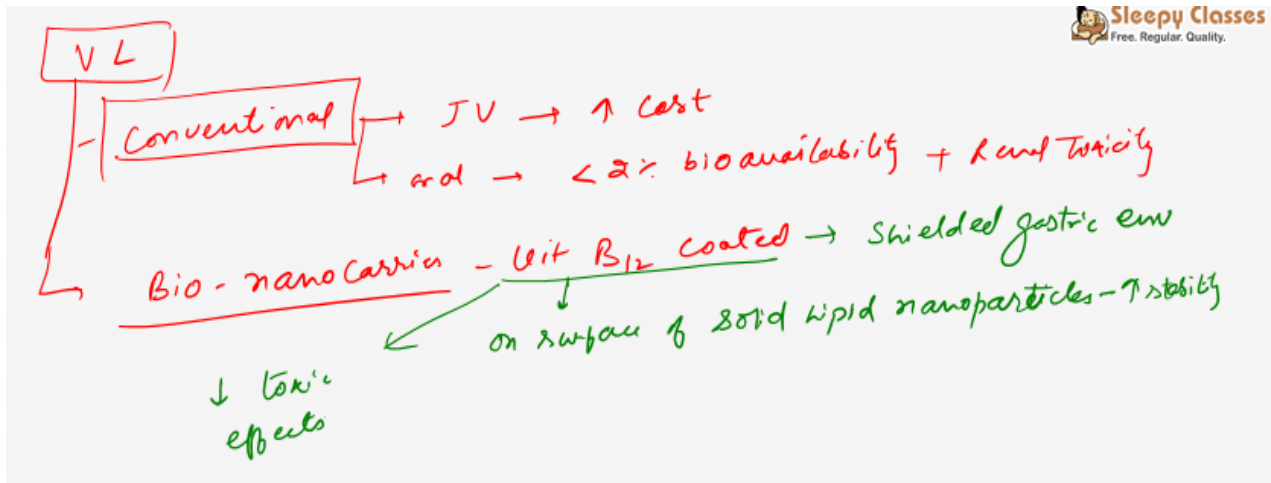 Sleepy Classes
Free. Regular. Quality.
VL
- Conventional → IV → ↑ Cost
→ oral → < 2% bioavailability + Renal Toxicity
Bio - nanocarrier - Vit B12 coated → Shielded gastric env
↓ on surface of solid lipid nanoparticles - ↑ stability
↓ toxic
effects